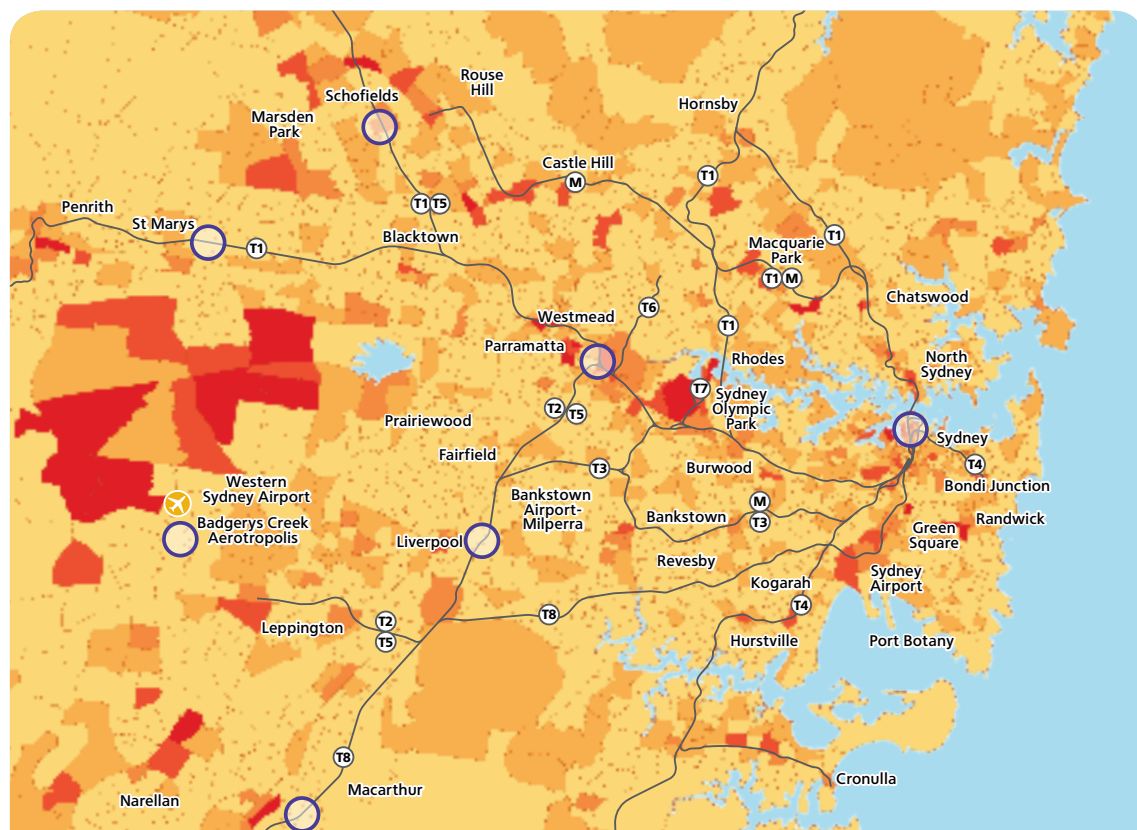 Rouse
Hill
Schofields
Hornsby
Marsden
Park
Castle Hill
M
T1
T1
T5
Penrith
St Marys
T1
Blacktown
T1
Macquarie
Park
T1
M
Chatswood
T6
Westmead
T1
Parramatta
Rhodes
North
Sydney
T7
Sydney
Olympic
Park
T2
T5
Prairiewood
Sydney
Fairfield
T3
Burwood
T4
Bondi Junction
Western
Sydney Airport
Bankstown
Airport-
Milperra
M
T3
Bankstown
Randwick
Badgerys Creek
Aerotropolis
Liverpool
Green
Square
Revesby
Kogarah
Sydney
Airport
T4
T8
Leppington
T2
T5
Hurstville
Port Botany
T8
Macarthur
Cronulla
Narellan